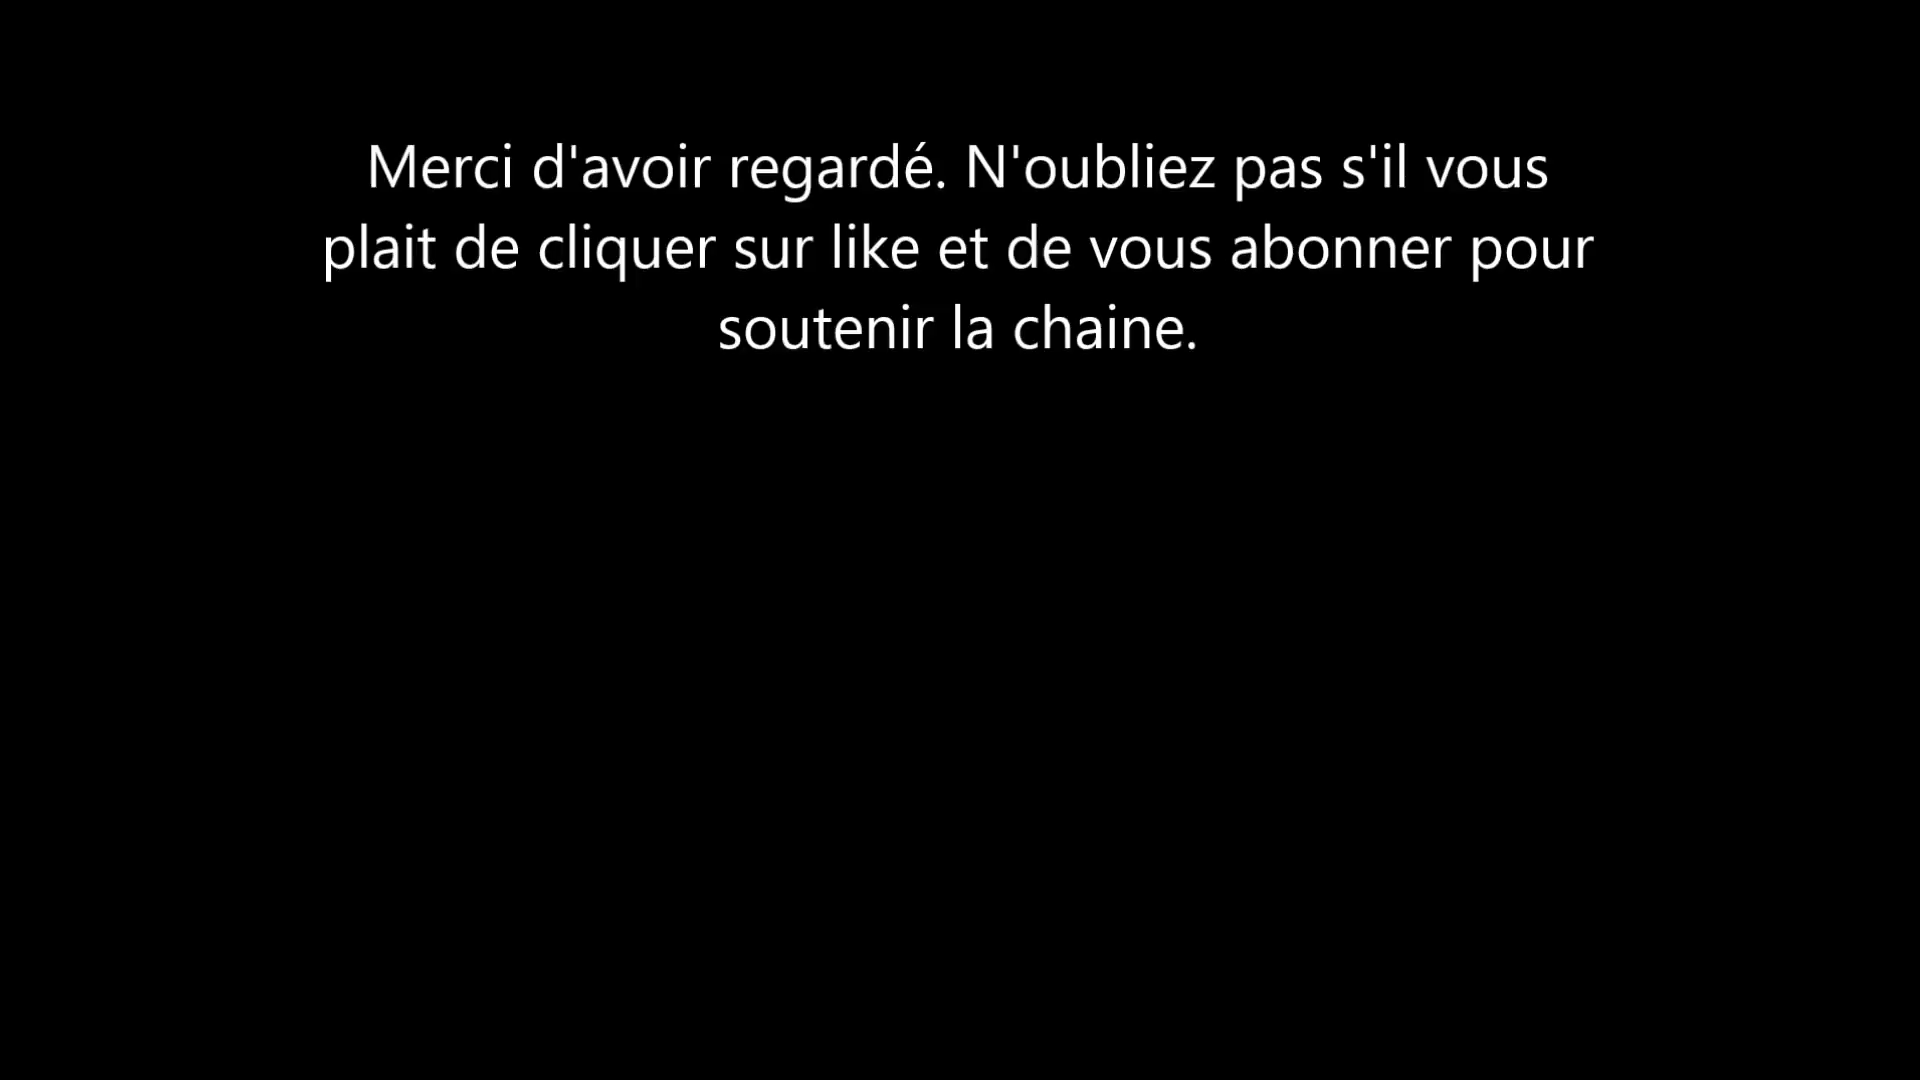 Merci d'avoir regardé. N'oubliez pas s'il vous
plait de cliquer sur like et de vous abonner pour
soutenir la chaine.